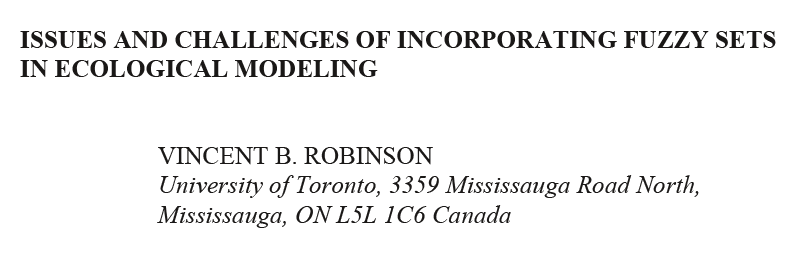 ISSUES AND CHALLENGES OF INCORPORATING FUZZY SETS
IN ECOLOGICAL MODELING
VINCENT B. ROBINSON
University of Toronto, 3359 Mississauga Road North,
Mississauga, ON L5L 1C6 Canada